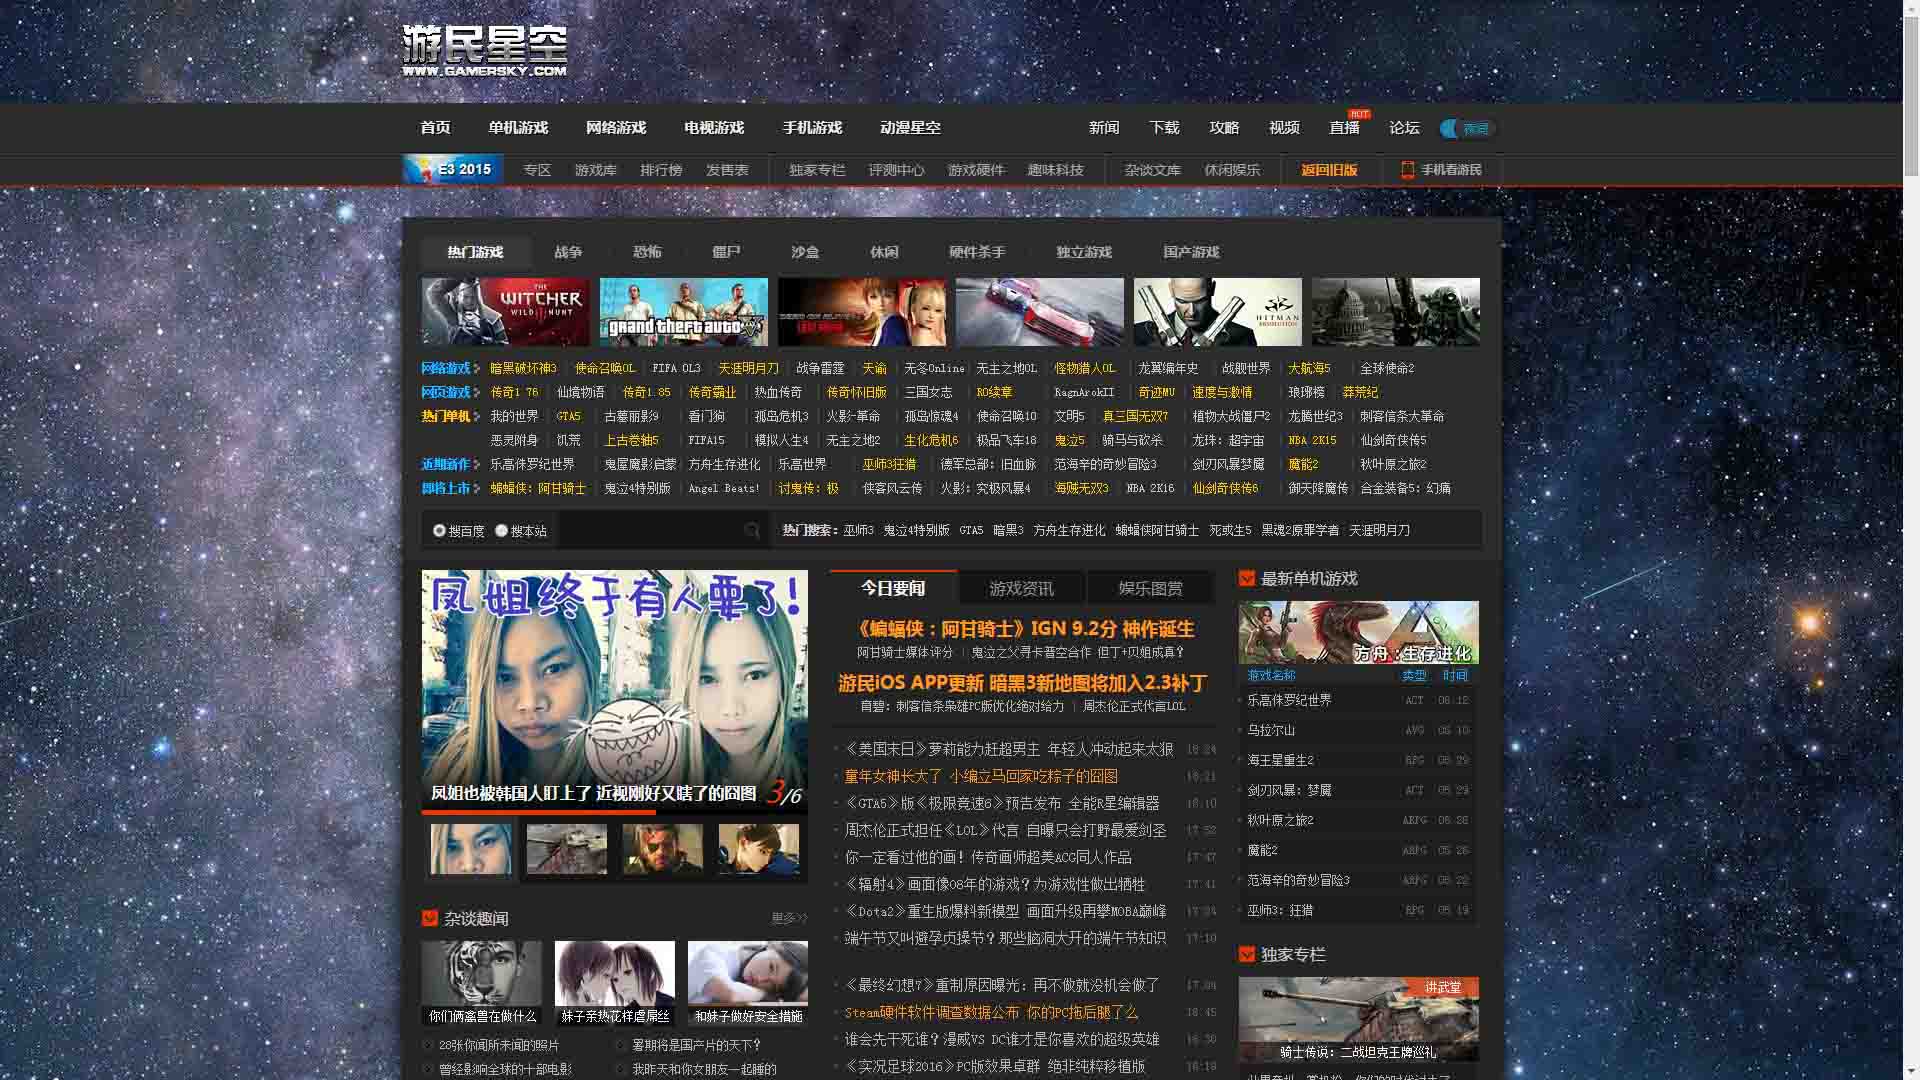 游民星空
WWW.GAMERSKY.COM
首页 单机游戏 网络游戏 电视游戏 手机游戏 动漫星空 新闻 下载 攻略 视频 直播 HOT 论坛 夜间
E3 2015 专区 游戏库 排行榜 发售表 独家专栏 评测中心 游戏硬件 趣味科技 杂谈文库 休闲娱乐 返回旧版 手机看游民
热门游戏 战争 恐怖 僵尸 沙盒 休闲 硬件杀手 独立游戏 国产游戏
THE WITCHER WILD HUNT
grand theft auto V
HITMAN
网络游戏 暗黑破坏神3 使命召唤OL FIFA OL3 天涯明月刀 战争雷霆 天谕 无冬Online 无主之地OL 怪物猎人OL 龙翼编年史 战舰世界 大航海5 全球使命2
网页游戏 传奇1 76 仙境物语 传奇1.85 传奇霸业 热血传奇 传奇怀旧版 三国女志 RO续章 RagnArokII 奇迹MU 速度与激情 琅琊榜 莽荒纪
热门单机 我的世界 GTA5 古墓丽影9 看门狗 孤岛危机3 火影-革命 孤岛惊魂4 使命召唤10 文明5 真三国无双7 植物大战僵尸2 龙腾世纪3 刺客信条大革命
恶灵附身 饥荒 上古卷轴5 FIFA15 模拟人生4 无主之地2 生化危机6 极品飞车18 鬼泣5 骑马与砍杀 龙珠：超宇宙 NBA 2K15 仙剑奇侠传5
近期新作 乐高侏罗纪世界 鬼屋魔影启蒙 方舟生存进化 乐高世界 巫师3狂猎 德军总部：旧血脉 范海辛的奇妙冒险3 剑刃风暴梦魇 魔能2 秋叶原之旅2
即将上市 蝙蝠侠：阿甘骑士 鬼泣4特别版 Angel Beats! 讨鬼传：极 侠客风云传 火影：究极风暴4 海贼无双3 NBA 2K16 仙剑奇侠传6 御天降魔传 合金装备5：幻痛
搜百度 搜本站 热门搜索：巫师3 鬼泣4特别版 GTA5 暗黑3 方舟生存进化 蝙蝠侠阿甘骑士 死或生5 黑魂2原罪学者 天涯明月刀
凤姐终于有人要了！
凤姐也被韩国人盯上了 近视刚好又瞎了的囧图 3/6
杂谈趣闻 更多>>
你们俩禽兽在做什么 妹子亲热花样虐屌丝 和妹子做好安全措施
28张你闻所未闻的照片 暑期将是国产片的天下?
曾经影响全球的十部电影 我昨天和你女朋友一起睡的
今日要闻 游戏资讯 娱乐图赏
《蝙蝠侠：阿甘骑士》IGN 9.2分 神作诞生
阿甘骑士媒体评分 | 鬼泣之父寻卡普空合作 但丁+贝姐成真?
游民iOS APP更新 暗黑3新地图将加入2.3补丁
育碧：刺客信条枭雄PC版优化绝对给力 | 周杰伦正式代言LOL
《美国末日》萝莉能力赶超男主 年轻人冲动起来太狠 18:24
童年女神长大了 小编立马回家吃粽子的囧图 18:21
《GTA5》版《极限竞速6》预告发布 全能R星编辑器 18:10
周杰伦正式担任《LOL》代言 自曝只会打野最爱剑圣 17:52
你一定看过他的画！传奇画师超美ACG同人作品 17:47
《辐射4》画面像08年的游戏？为游戏性做出牺牲 17:41
《Dota2》重生版爆料新模型 画面升级再攀MOBA巅峰 17:24
端午节又叫避孕贞操节？那些脑洞大开的端午节知识 17:10
《最终幻想7》重制原因曝光：再不做就没机会做了 17:04
Steam硬件软件调查数据公布 你的PC拖后腿了么 18:45
谁会先干死谁？漫威VS DC谁才是你喜欢的超级英雄 16:30
《实况足球2016》PC版效果卓群 绝非纯粹移植版 16:19
最新单机游戏
方舟:生存进化
游戏名称 类型 时间
乐高侏罗纪世界 ACT 06.12
乌拉尔山 AVG 06 10
海王星重生2 RPG 05 29
剑刃风暴：梦魇 ACT 05 29
秋叶原之旅2 ARPG 05 28
魔能2 ARPG 05 26
范海辛的奇妙冒险3 ARPG 05 22
巫师3：狂猎 RPG 05 19
独家专栏
讲武堂
骑士传说：二战坦克王牌巡礼